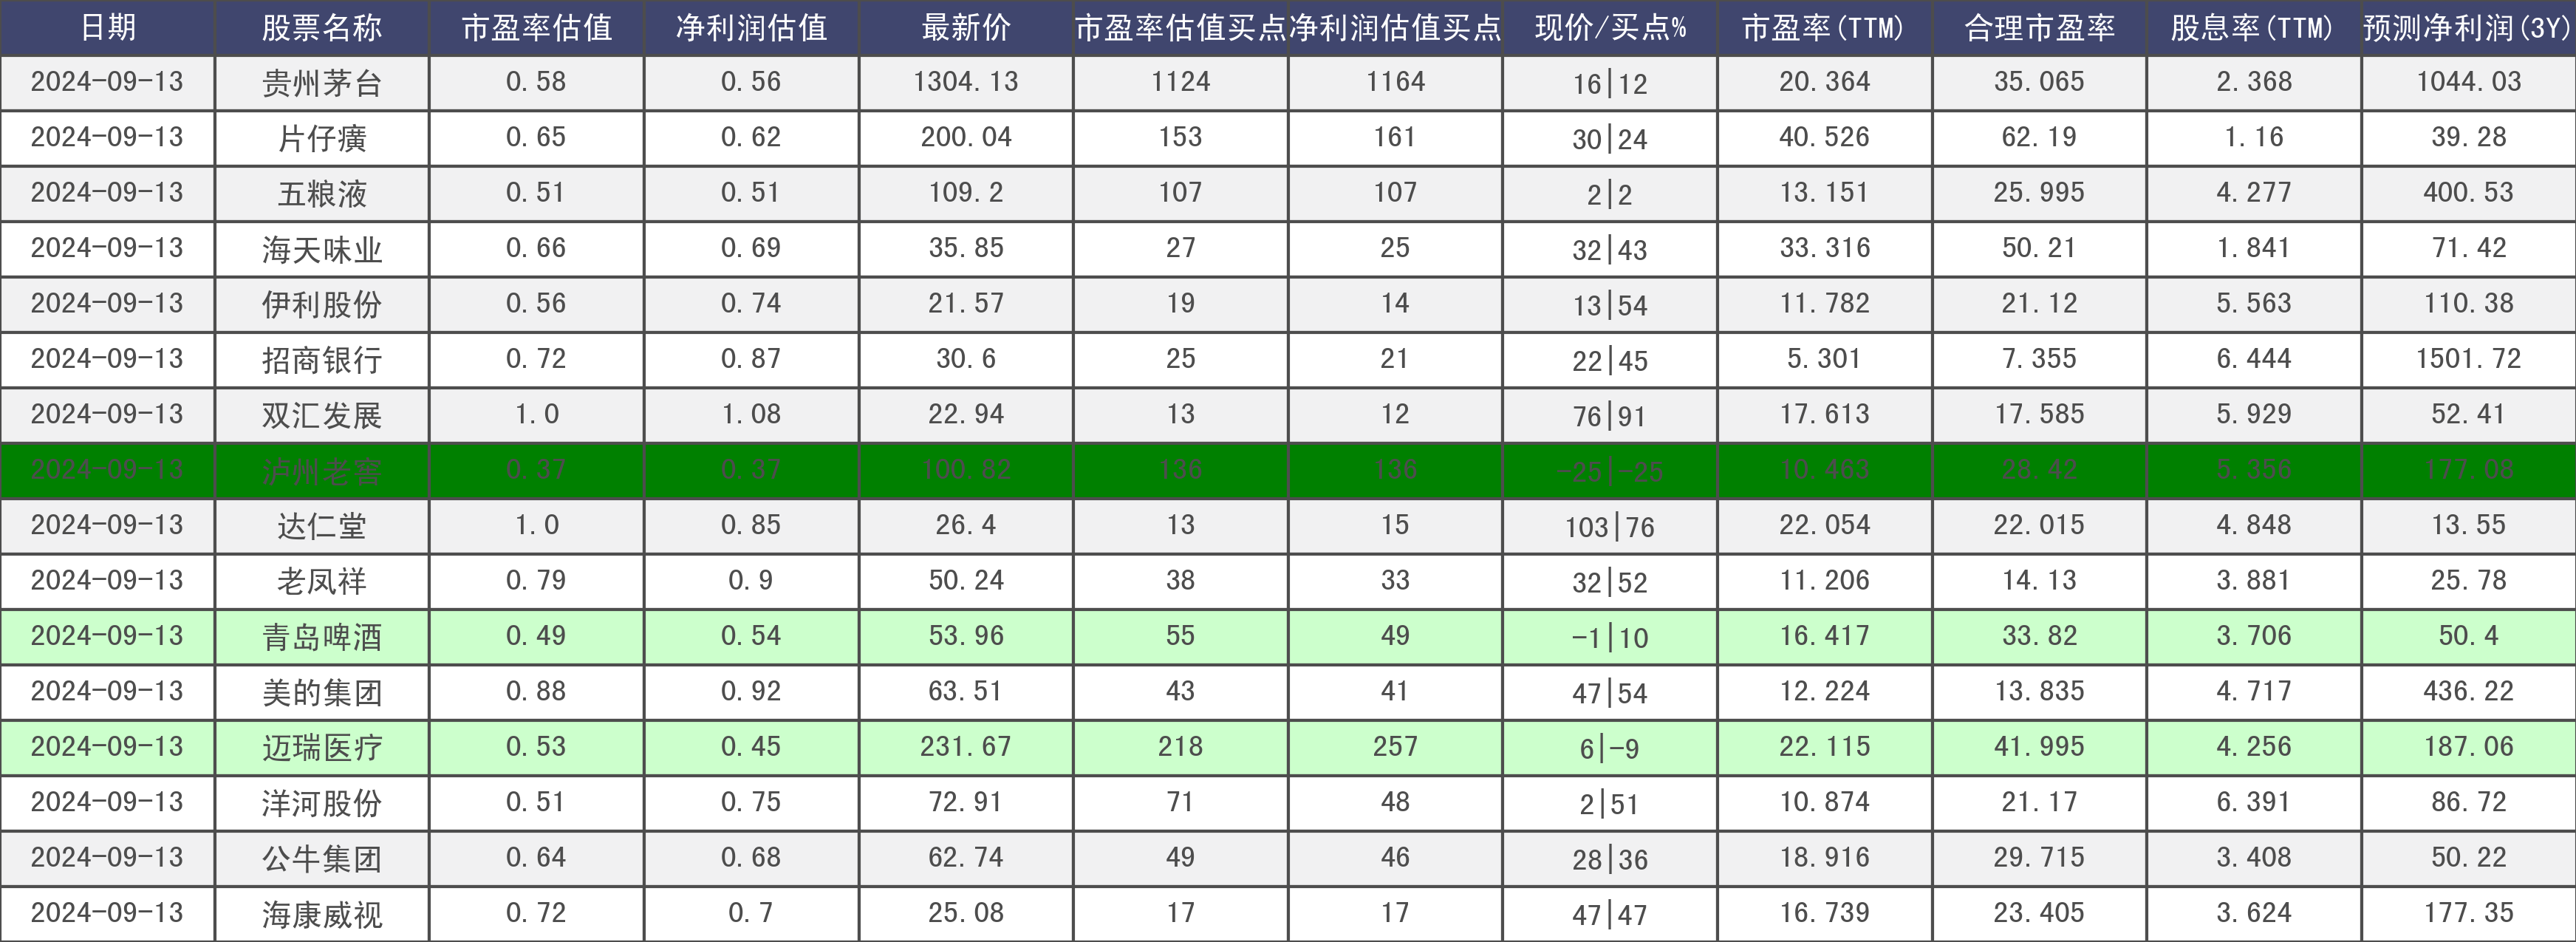 日期 股票名称 市盈率估值 净利润估值 最新价 市盈率估值买点 净利润估值买点 现价/买点% 市盈率(TTM) 合理市盈率 股息率(TTM) 预测净利润(3Y)
2024-09-13 贵州茅台 0.58 0.56 1304.13 1124 1164 16|12 20.364 35.065 2.368 1044.03
2024-09-13 片仔癀 0.65 0.62 200.04 153 161 30|24 40.526 62.19 1.16 39.28
2024-09-13 五粮液 0.51 0.51 109.2 107 107 2|2 13.151 25.995 4.277 400.53
2024-09-13 海天味业 0.66 0.69 35.85 27 25 32|43 33.316 50.21 1.841 71.42
2024-09-13 伊利股份 0.56 0.74 21.57 19 14 13|54 11.782 21.12 5.563 110.38
2024-09-13 招商银行 0.72 0.87 30.6 25 21 22|45 5.301 7.355 6.444 1501.72
2024-09-13 双汇发展 1.0 1.08 22.94 13 12 76|91 17.613 17.585 5.929 52.41
2024-09-13 泸州老窖 0.37 0.37 100.82 136 136 -25|-25 10.463 28.42 5.356 177.08
2024-09-13 达仁堂 1.0 0.85 26.4 13 15 103|76 22.054 22.015 4.848 13.55
2024-09-13 老凤祥 0.79 0.9 50.24 38 33 32|52 11.206 14.13 3.881 25.78
2024-09-13 青岛啤酒 0.49 0.54 53.96 55 49 -1|10 16.417 33.82 3.706 50.4
2024-09-13 美的集团 0.88 0.92 63.51 43 41 47|54 12.224 13.835 4.717 436.22
2024-09-13 迈瑞医疗 0.53 0.45 231.67 218 257 6|-9 22.115 41.995 4.256 187.06
2024-09-13 洋河股份 0.51 0.75 72.91 71 48 2|51 10.874 21.17 6.391 86.72
2024-09-13 公牛集团 0.64 0.68 62.74 49 46 28|36 18.916 29.715 3.408 50.22
2024-09-13 海康威视 0.72 0.7 25.08 17 17 47|47 16.739 23.405 3.624 177.35